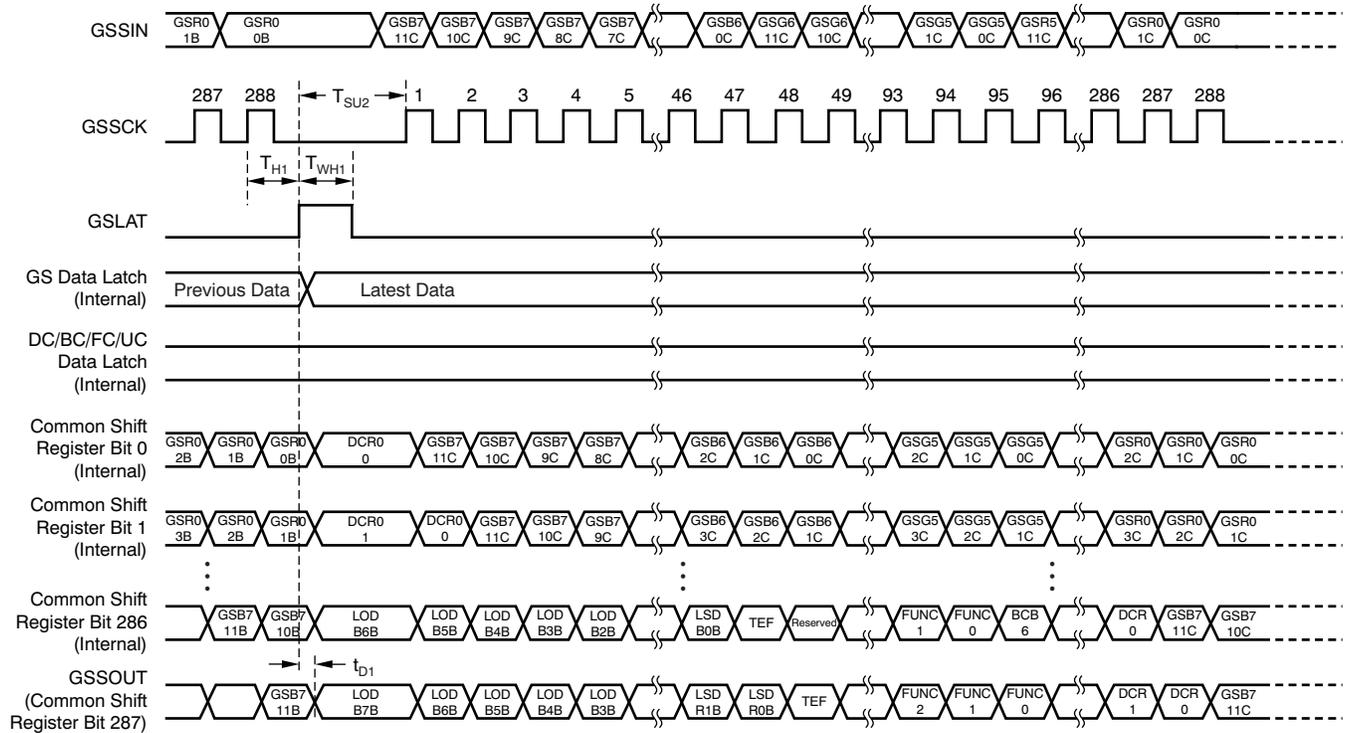 GSSIN
GSR0 GSR0 GSB7 GSB7 GSB7 GSB7 GSB7 GSB6 GSG6 GSG6 GSG5 GSG5 GSR5 GSR0 GSR0
1B 0B 11C 10C 9C 8C 7C 0C 11C 10C 1C 0C 11C 1C 0C
287 288 TSU2 1 2 3 4 5 46 47 48 49 93 94 95 96 286 287 288
GSSCK
TH1 TWH1
GSLAT
GS Data Latch
(Internal)
Previous Data Latest Data
DC/BC/FC/UC
Data Latch
(Internal)
Common Shift
Register Bit 0
(Internal)
GSR0 GSR0 GSR0 DCR0 GSB7 GSB7 GSB7 GSB7 GSB6 GSB6 GSB6 GSG5 GSG5 GSG5 GSR0 GSR0 GSR0
2B 1B 0B 0 11C 10C 9C 8C 2C 1C 0C 2C 1C 0C 2C 1C 0C
Common Shift
Register Bit 1
(Internal)
GSR0 GSR0 GSR0 DCR0 DCR0 GSB7 GSB7 GSB7 GSB6 GSB6 GSB6 GSG5 GSG5 GSG5 GSR0 GSR0 GSR0
3B 2B 1B 1 0 11C 10C 9C 3C 2C 1C 3C 2C 1C 3C 2C 1C
Common Shift
Register Bit 286
(Internal)
GSB7 GSB7 LOD LOD LOD LOD LOD LSD TEF Reserved FUNC FUNC BCB DCR GSB7 GSB7
11B 10B B6B B5B B4B B3B B2B B0B 1 0 6 0 11C 10C
tD1
GSSOUT
(Common Shift
Register Bit 287)
GSB7 LOD LOD LOD LOD LOD LSD LSD TEF FUNC FUNC FUNC DCR DCR GSB7
11B B7B B6B B5B B4B B3B R1B R0B 2 1 0 1 0 11C